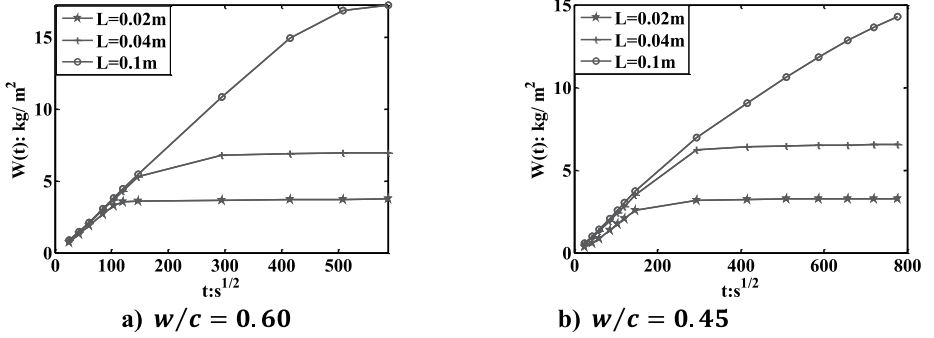 L=0.02m
L=0.04m
L=0.1m
W(t): kg/ m²
15
10
5
0
0 100 200 300 400 500
t:s^1/2
a) w/c = 0.60
L=0.02m
L=0.04m
L=0.1m
W(t): kg/ m²
15
10
5
0
0 200 400 600 800
t:s^1/2
b) w/c = 0.45